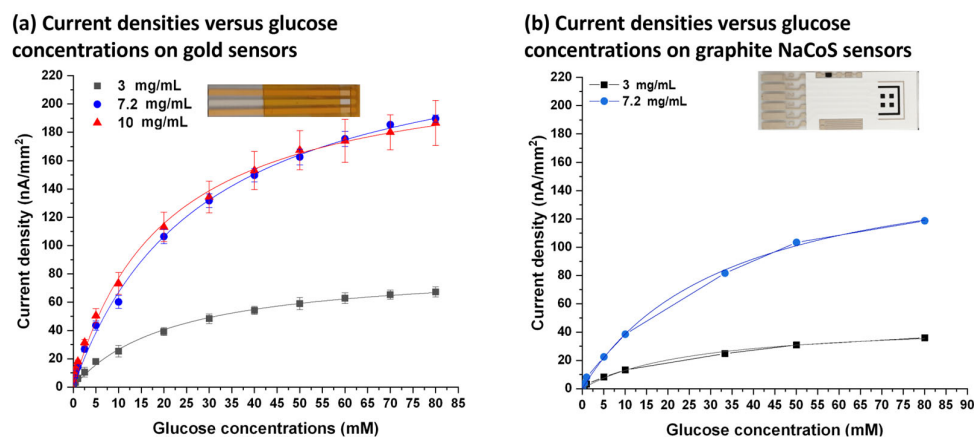 (a) Current densities versus glucose
concentrations on gold sensors
3 mg/mL
7.2 mg/mL
10 mg/mL
Current density (nA/mm²)
220
200
180
160
140
120
100
80
60
40
20
0
0 5 10 15 20 25 30 35 40 45 50 55 60 65 70 75 80 85
Glucose concentrations (mM)
(b) Current densities versus glucose
concentrations on graphite NaCoS sensors
3 mg/mL
7.2 mg/mL
Current density (nA/mm²)
220
200
180
160
140
120
100
80
60
40
20
0
0 5 10 15 20 25 30 35 40 45 50 55 60 65 70 75 80 85 90
Glucose concentration (mM)